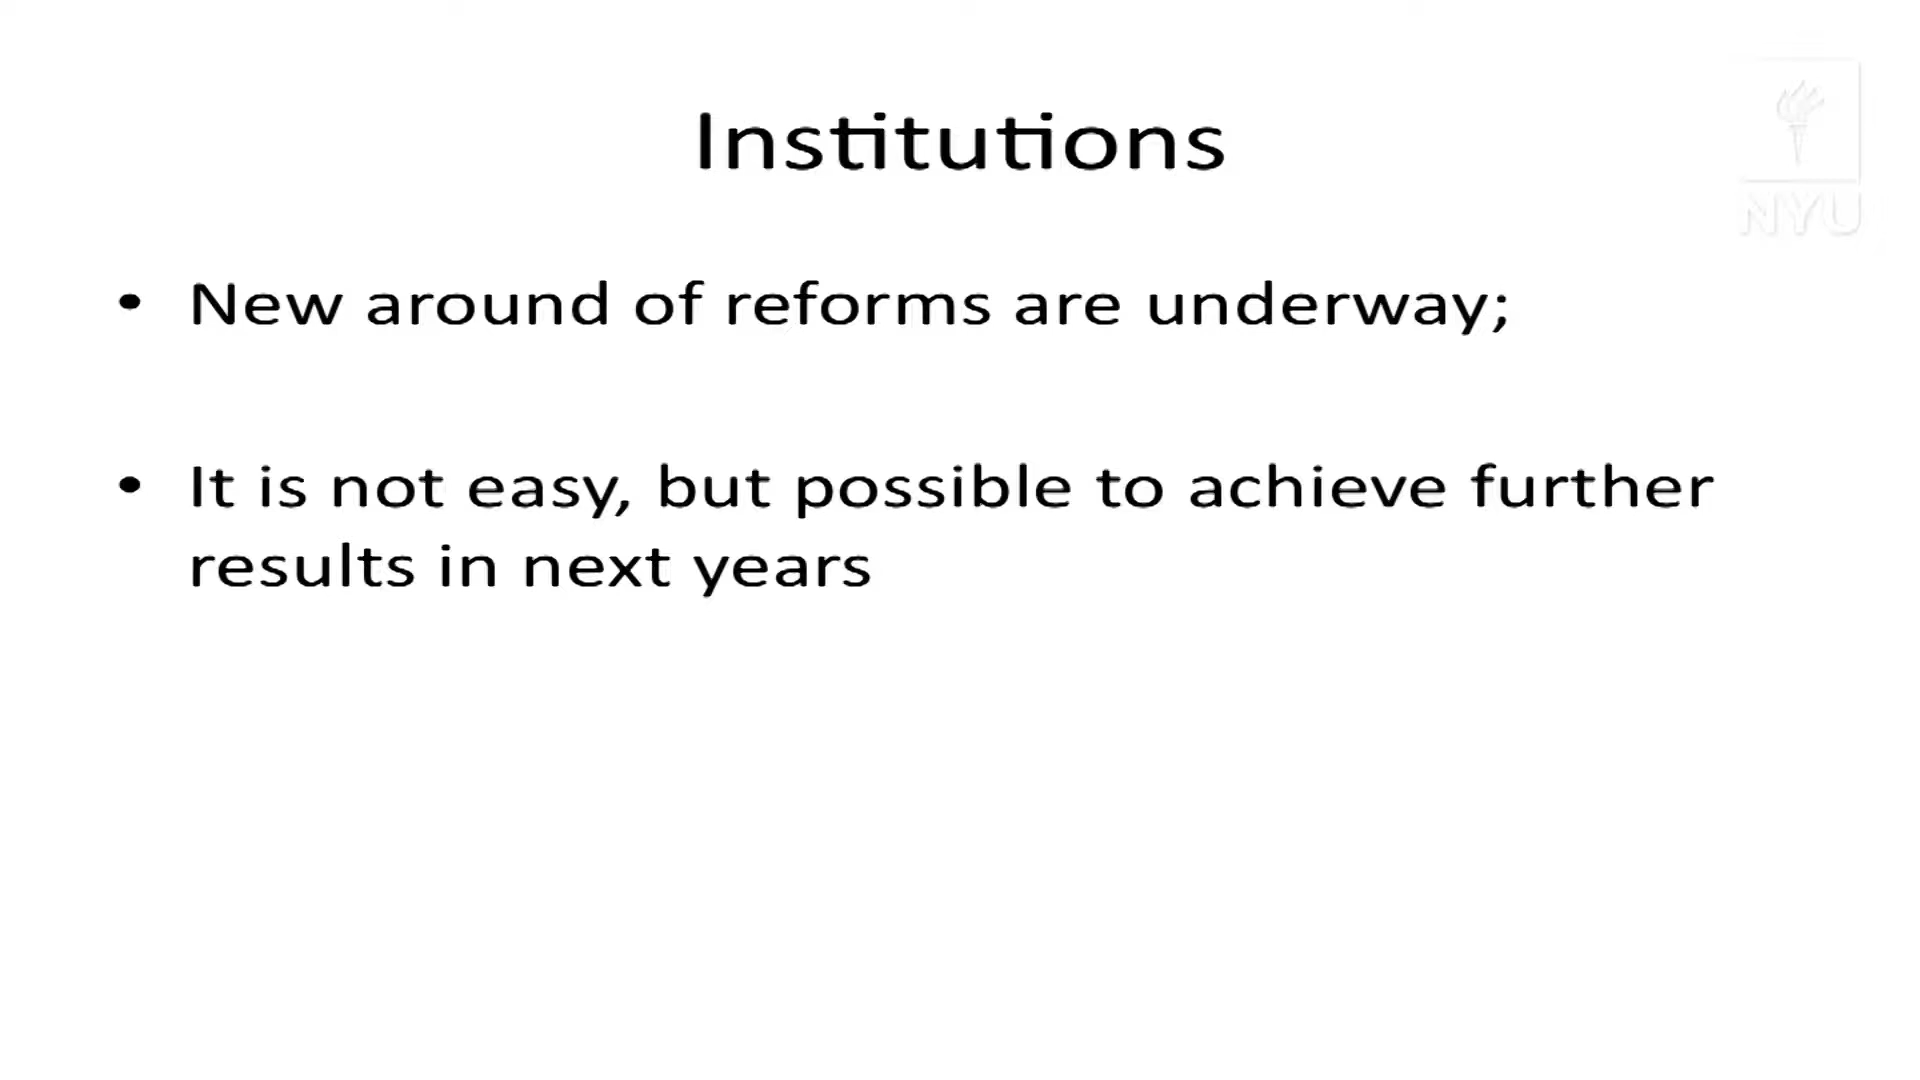 Institutions
NYU
• New around of reforms are underway;
• It is not easy, but possible to achieve further
results in next years